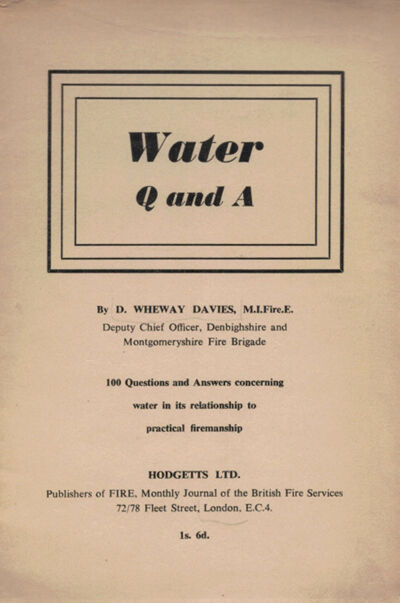 Water
Q and A
By D. WHEWAY DAVIES, M.I.Fire.E.
Deputy Chief Officer, Denbighshire and
Montgomeryshire Fire Brigade
100 Questions and Answers concerning
water in its relationship to
practical firemanship
HODGETTS LTD.
Publishers of FIRE, Monthly Journal of the British Fire Services
72/78 Fleet Street, London, E.C.4.
1s. 6d.